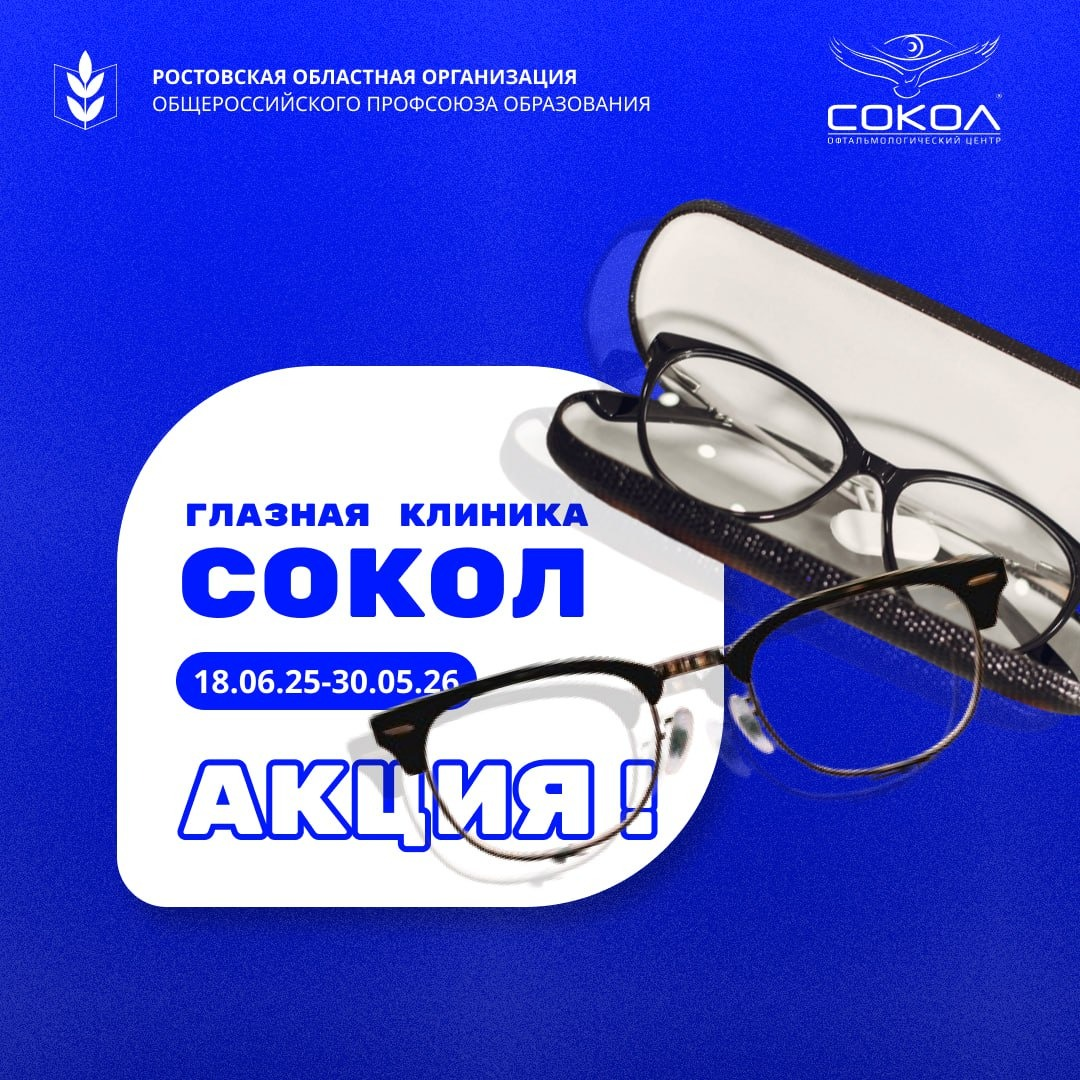 РОСТОВСКАЯ ОБЛАСТНАЯ ОРГАНИЗАЦИЯ
ОБЩЕРОССИЙСКОГО ПРОФСОЮЗА ОБРАЗОВАНИЯ
СОКОЛ®
ОФТАЛЬМОЛОГИЧЕСКИЙ ЦЕНТР
ГЛАЗНАЯ КЛИНИКА
СОКОЛ
18.06.25-30.05.26
АКЦИЯ !